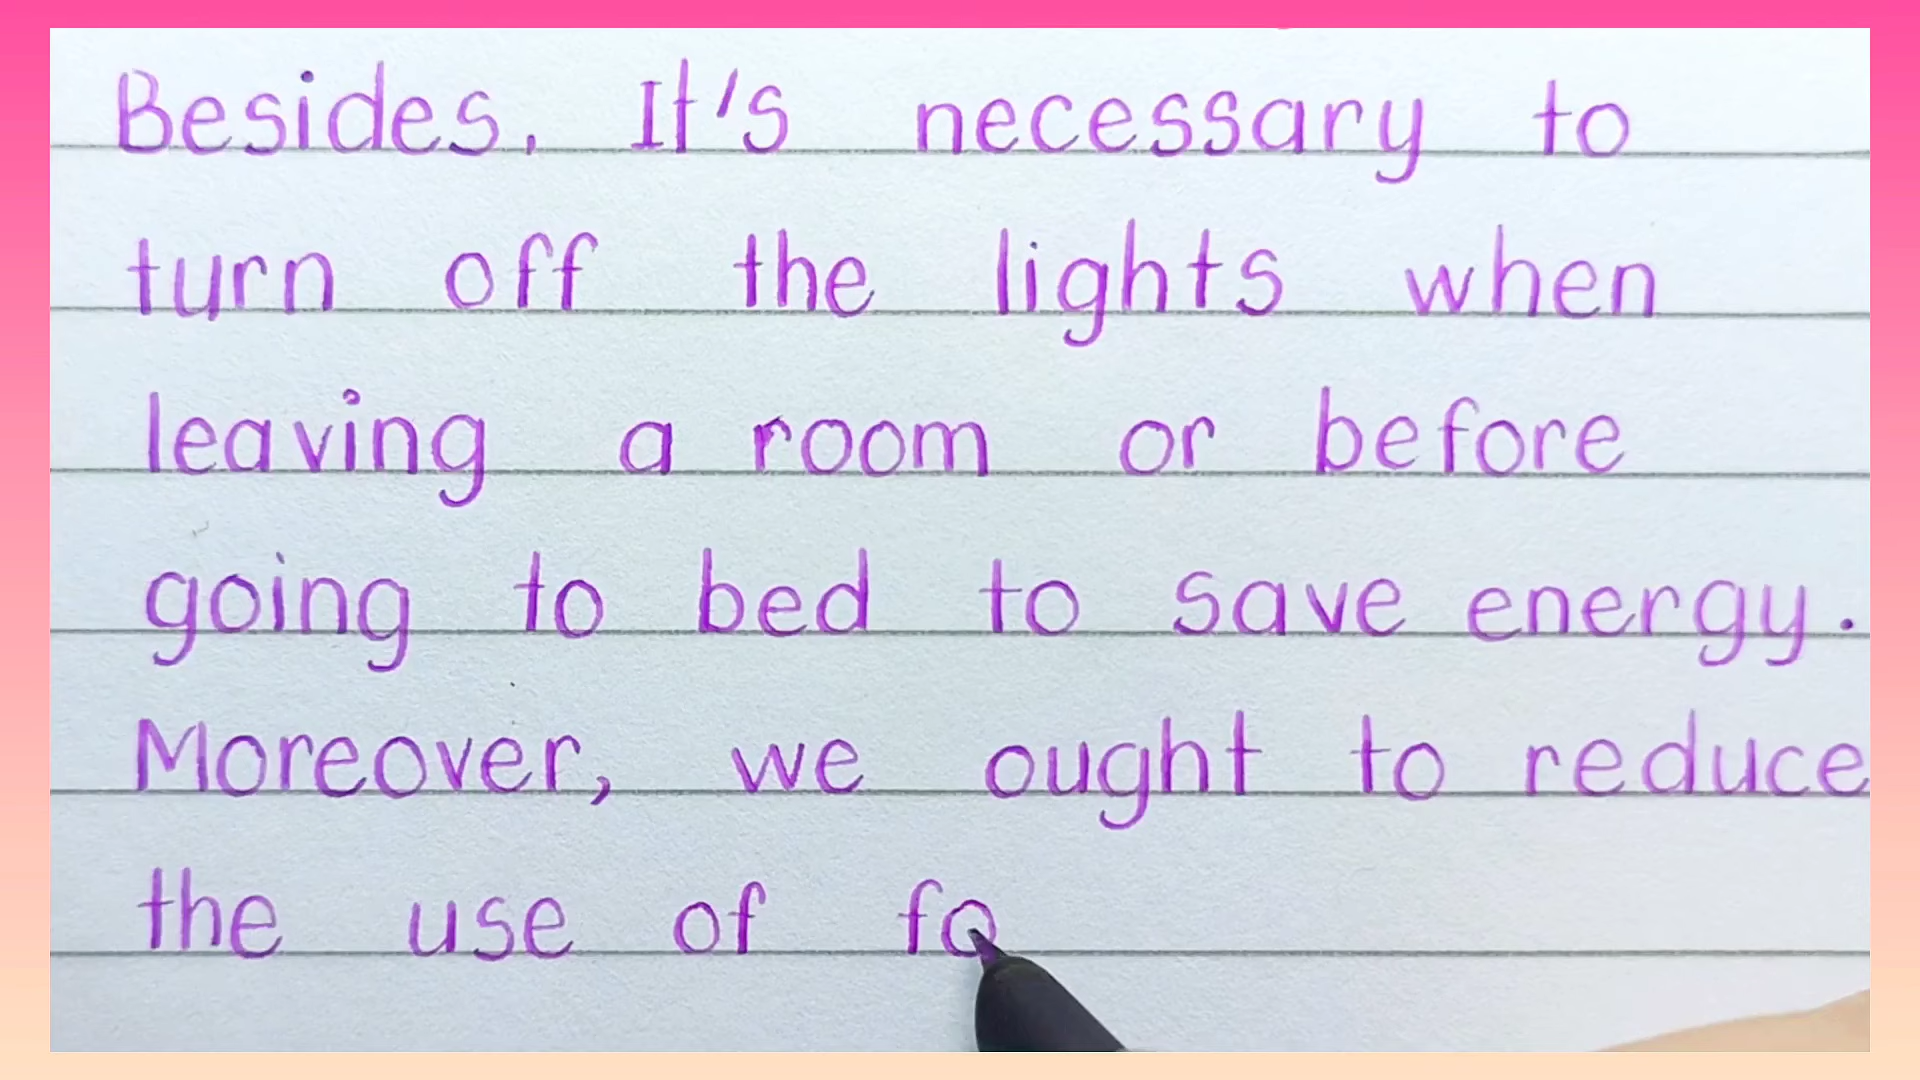 Besides, It's necessary to
turn off the lights when
leaving a room or before
going to bed to save energy.
Moreover, we ought to reduce
the use of fo